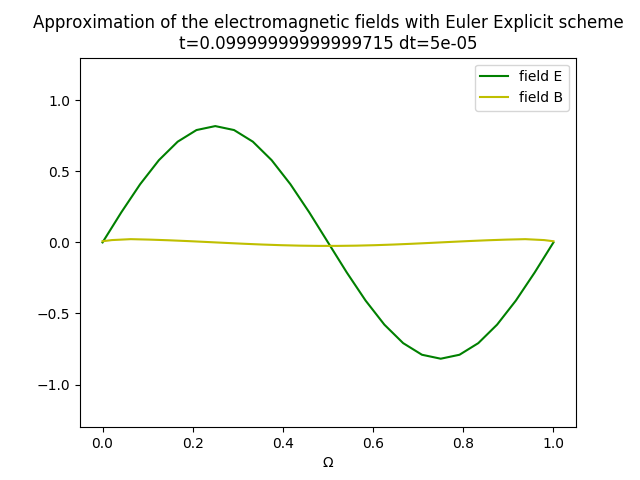 Approximation of the electromagnetic fields with Euler Explicit scheme
t=0.09999999999999715 dt=5e-05
field E
field B
1.0
0.5
0.0
−0.5
−1.0
0.0 0.2 0.4 0.6 0.8 1.0
Ω